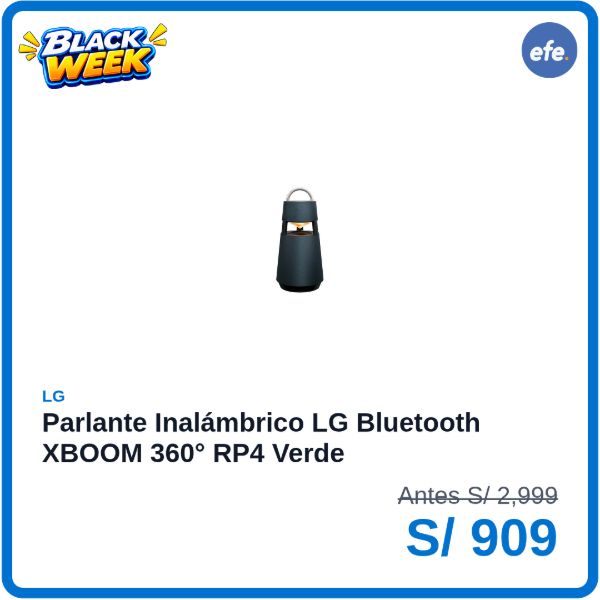 BLACK
WEEK
efe.
LG
Parlante Inalámbrico LG Bluetooth
XBOOM 360° RP4 Verde
Antes S/ 2,999
S/ 909